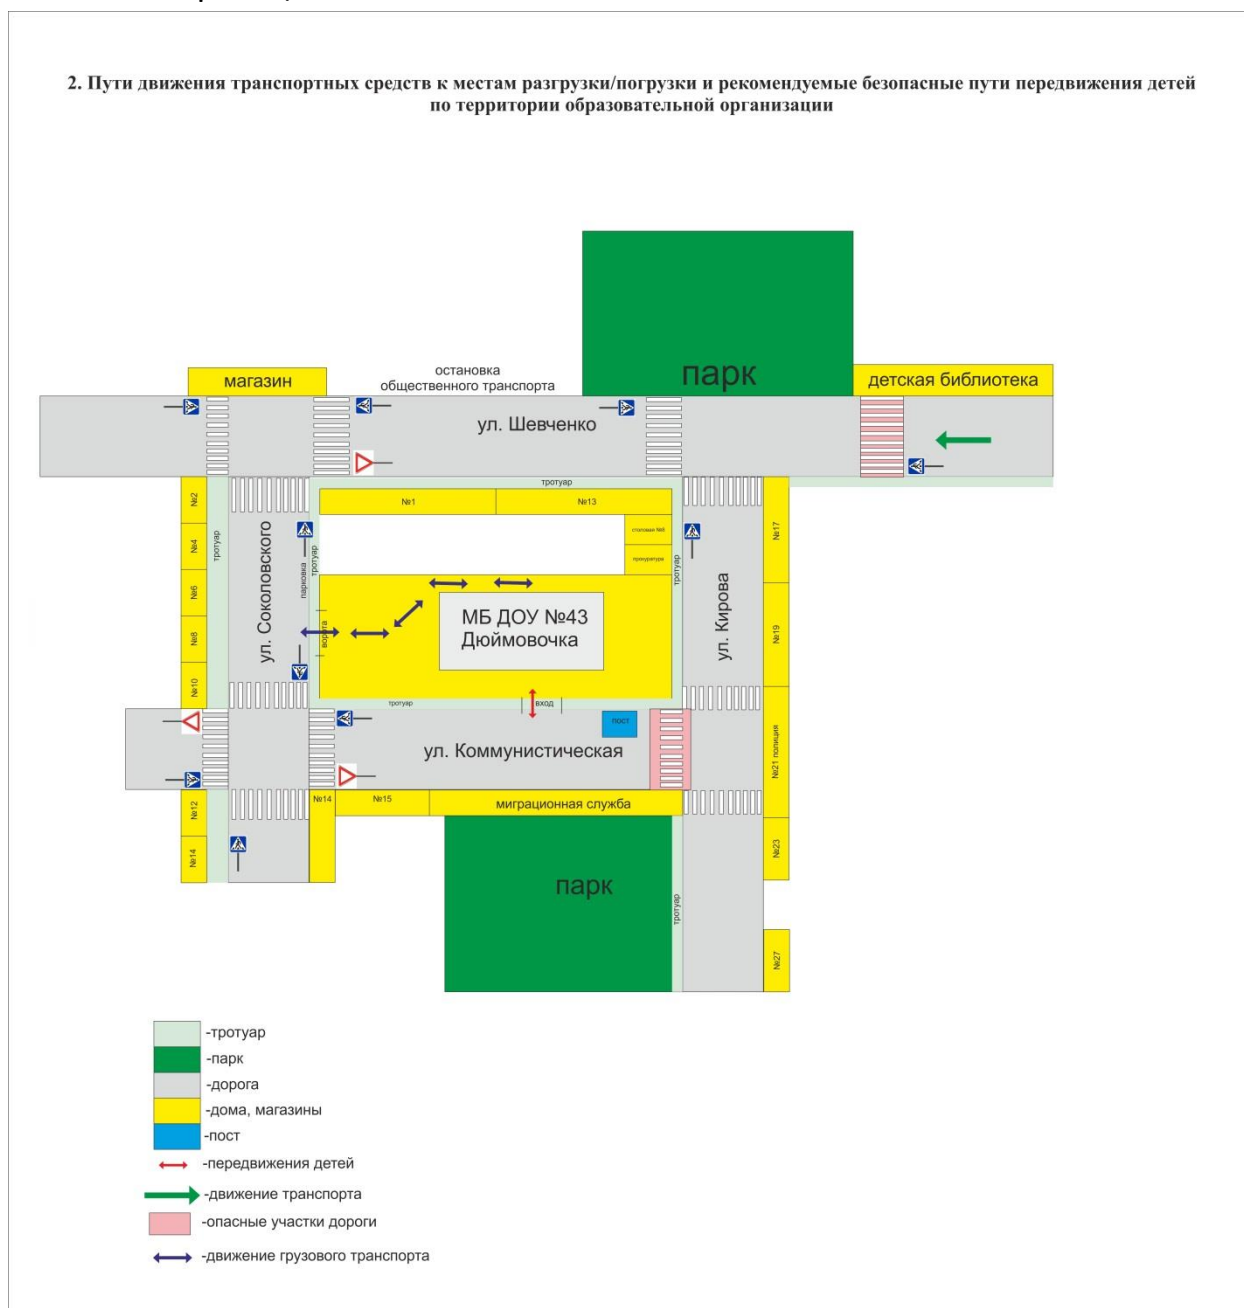 2. Пути движения транспортных средств к местам разгрузки/погрузки и рекомендуемые безопасные пути передвижения детей
по территории образовательной организации
парк
магазин
остановка
общественного транспорта
детская библиотека
ул. Шевченко
тротуар
№1
№13
столовая №8
прокуратура
№2
№4
№6
№8
№10
тротуар
ул. Соколовского
парковка
тротуар
ворота
МБ ДОУ №43
Дюймовочка
тротуар
ул. Кирова
№17
№19
№21 полиция
№23
№27
тротуар
вход
пост
ул. Коммунистическая
№12
№14
№14
№15
миграционная служба
парк
тротуар
-тротуар
-парк
-дорога
-дома, магазины
-пост
-передвижения детей
-движение транспорта
-опасные участки дороги
-движение грузового транспорта